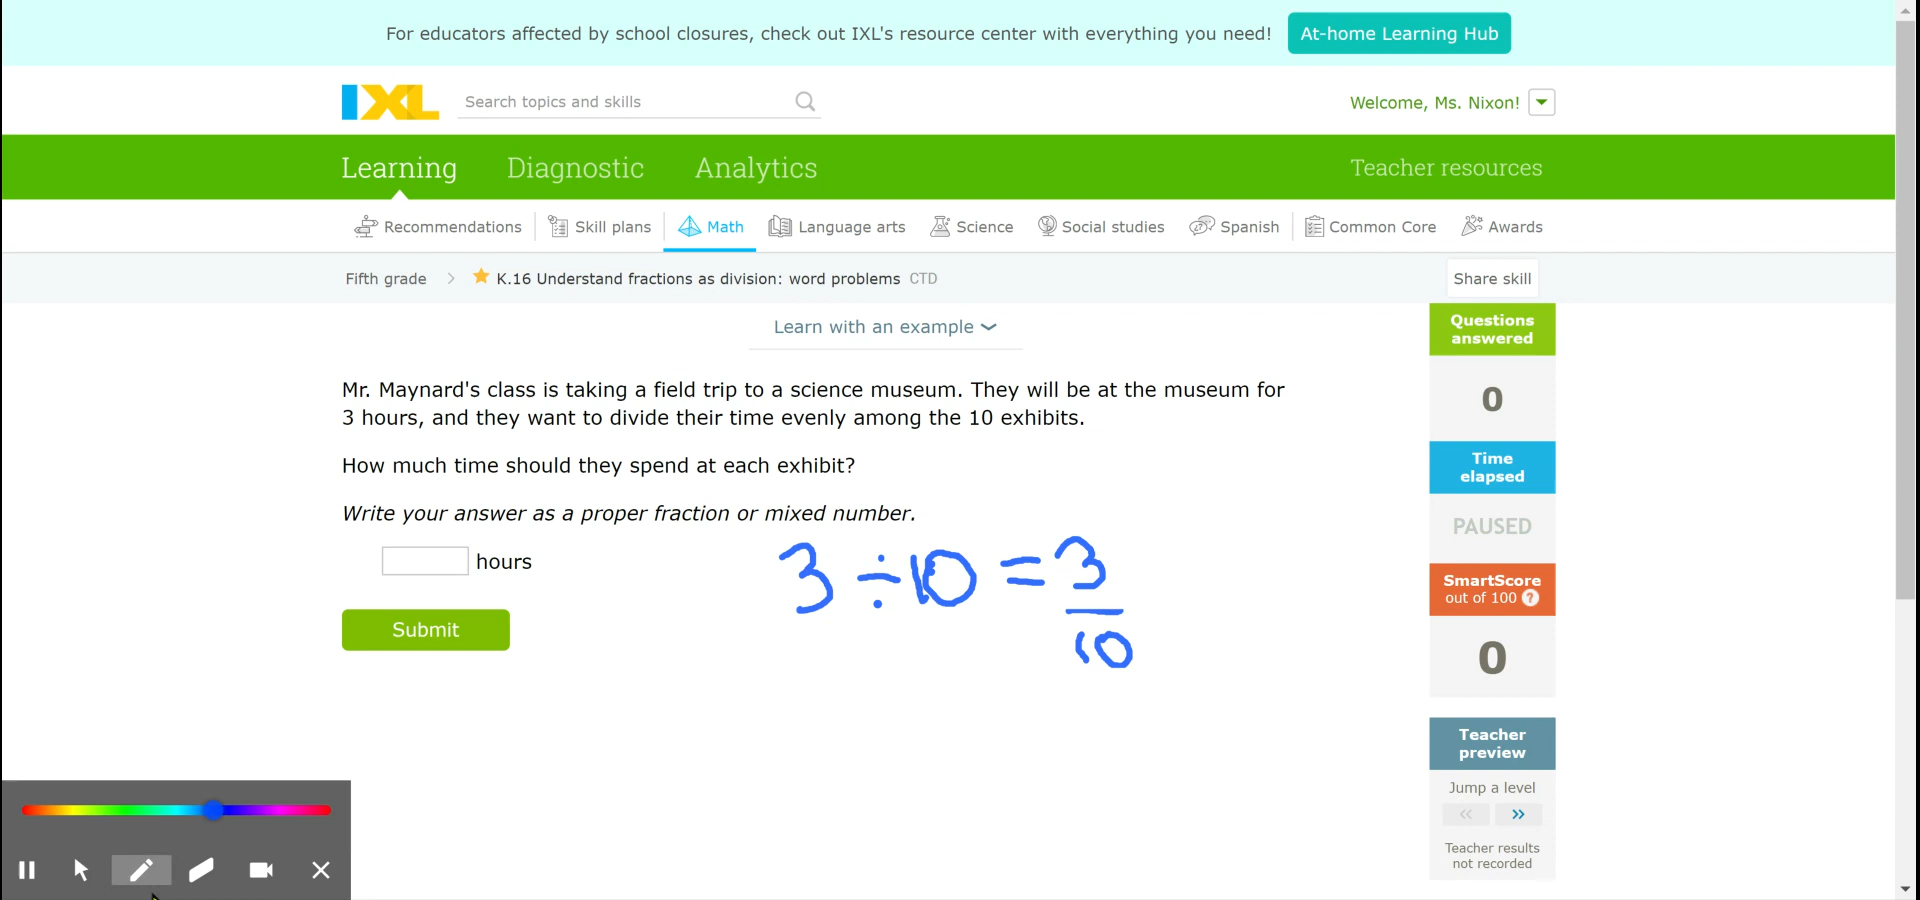 For educators affected by school closures, check out IXL's resource center with everything you need! At-home Learning Hub
IXL Search topics and skills Welcome, Ms. Nixon!
Learning Diagnostic Analytics Teacher resources
Recommendations Skill plans Math Language arts Science Social studies Spanish Common Core Awards
Fifth grade > K.16 Understand fractions as division: word problems CTD Share skill
Learn with an example
Mr. Maynard's class is taking a field trip to a science museum. They will be at the museum for
3 hours, and they want to divide their time evenly among the 10 exhibits.
How much time should they spend at each exhibit?
Write your answer as a proper fraction or mixed number.
hours
3 ÷ 10 = 3/10
Submit
Questions
answered
0
Time
elapsed
PAUSED
SmartScore
out of 100 ?
0
Teacher
preview
Jump a level
<< >>
Teacher results
not recorded